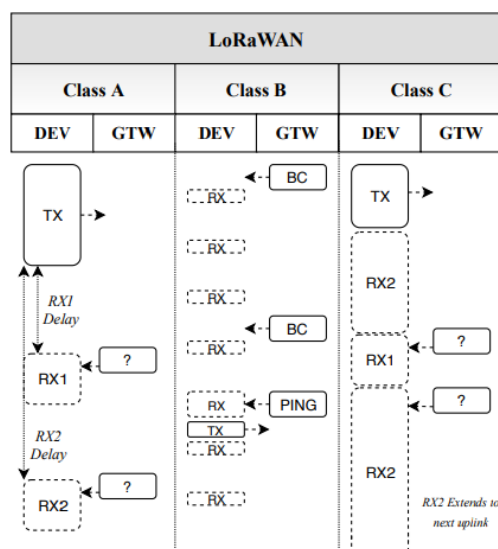 LoRaWAN
Class A
Class B
Class C
DEV
GTW
DEV
GTW
DEV
GTW
TX
RX1
Delay
RX1
?
RX2
Delay
RX2
?
BC
RX
RX
RX
BC
RX
PING
RX
TX
RX
RX
TX
RX2
?
RX1
?
RX2
RX2 Extends to
next uplink